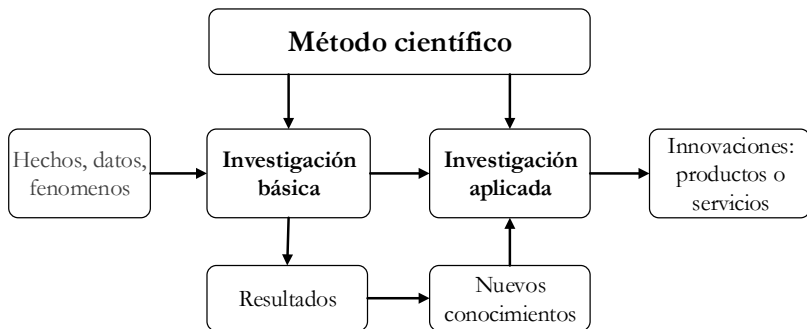 Método científico
Hechos, datos,
fenomenos
Investigación
básica
Investigación
aplicada
Innovaciones:
productos o
servicios
Resultados
Nuevos
conocimientos